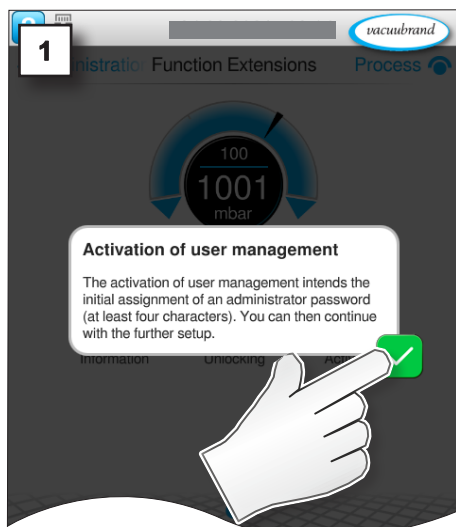 1
vacuubrand
nistratio Function Extensions Process
100
1001
mbar
Activation of user management
The activation of user management intends the
initial assignment of an administrator password
(at least four characters). You can then continue
with the further setup.
Information Unlocking